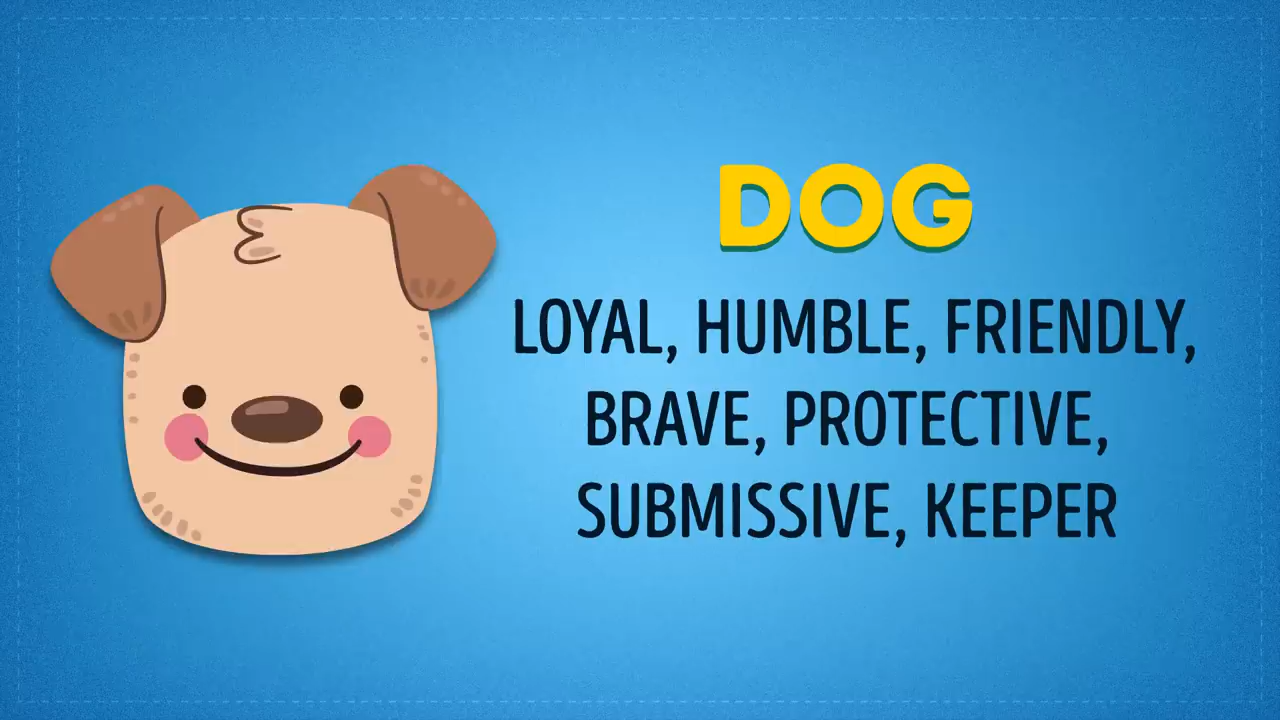 DOG
LOYAL, HUMBLE, FRIENDLY,
BRAVE, PROTECTIVE,
SUBMISSIVE, KEEPER